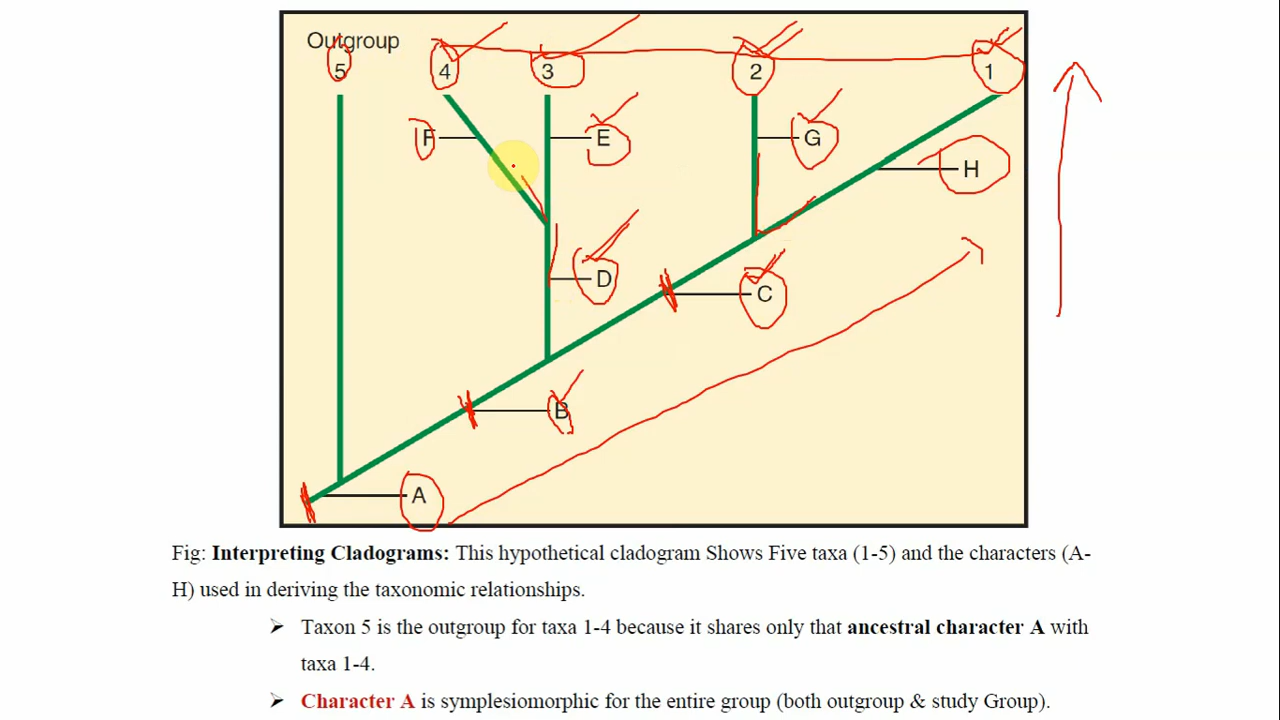 Outgroup
5 4 3 2 1
F E G
H
D
C
B
A
Fig: Interpreting Cladograms: This hypothetical cladogram Shows Five taxa (1-5) and the characters (A-
H) used in deriving the taxonomic relationships.
➢ Taxon 5 is the outgroup for taxa 1-4 because it shares only that ancestral character A with
taxa 1-4.
➢ Character A is symplesiomorphic for the entire group (both outgroup & study Group).